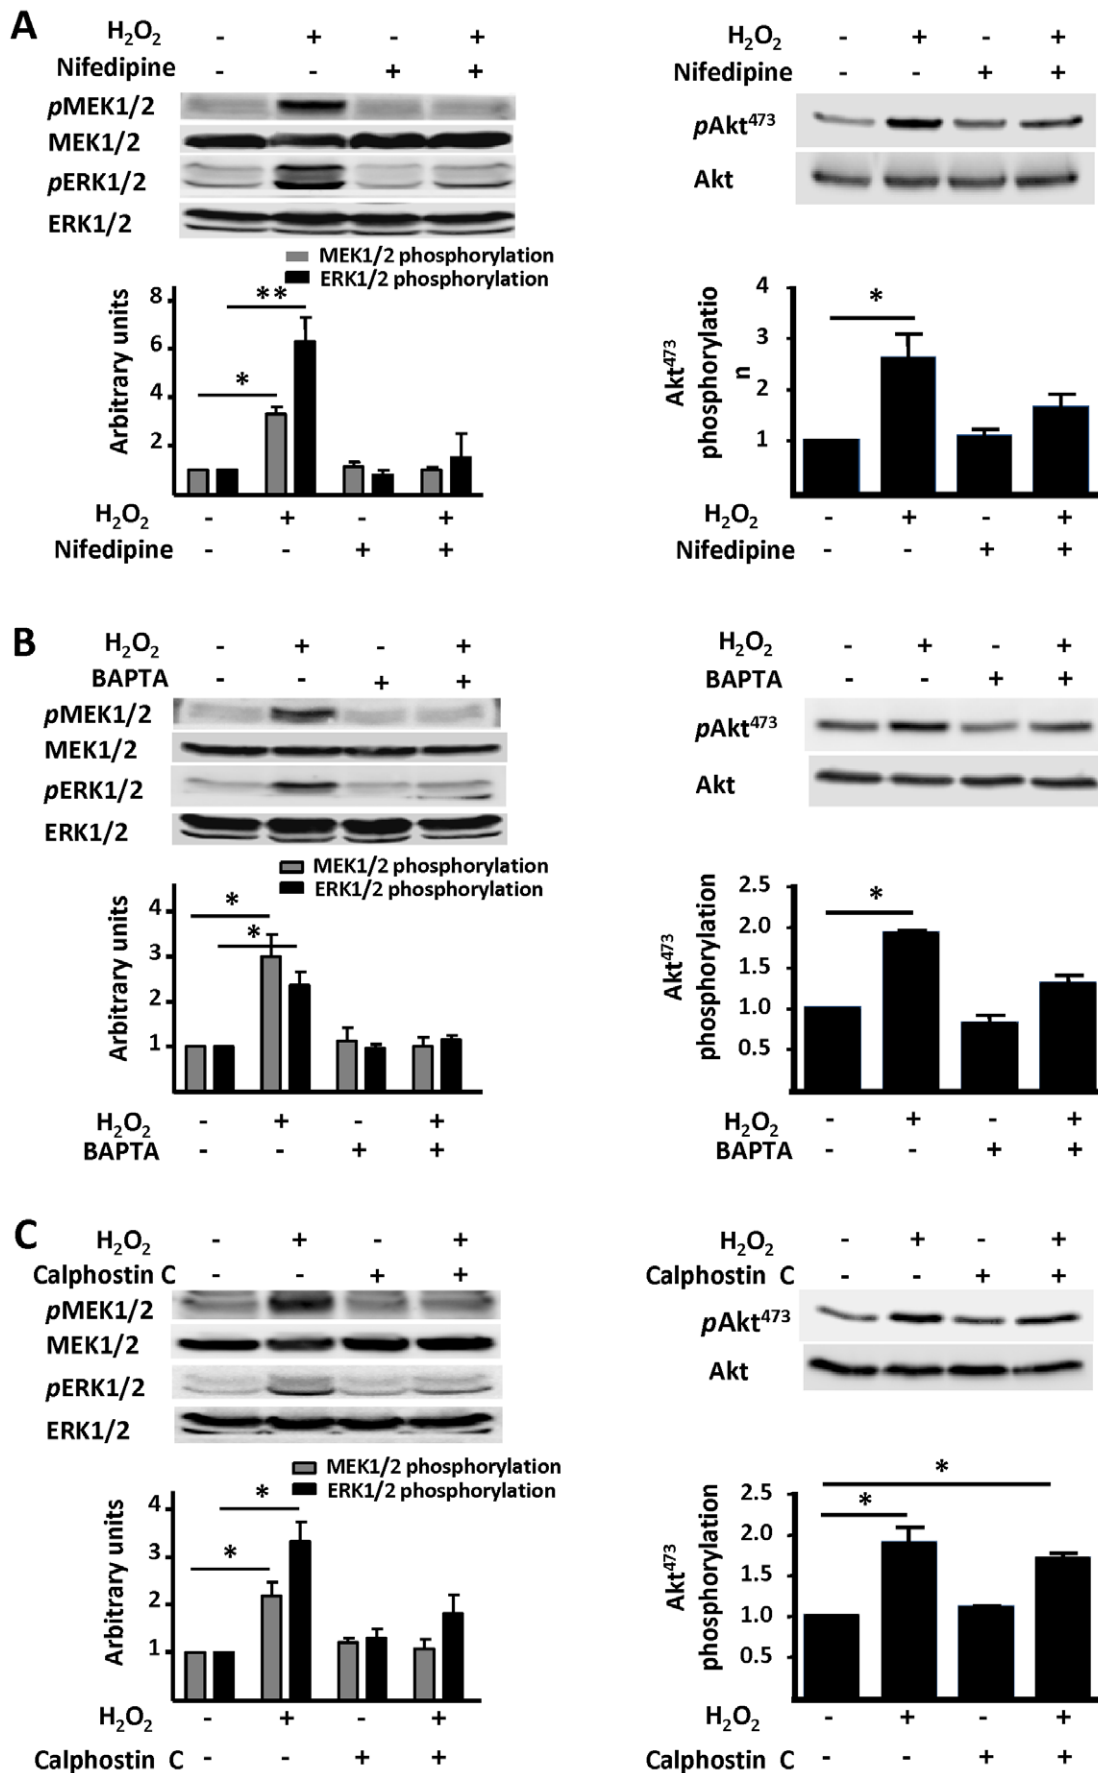 A
H₂O₂ - + - +
Nifedipine - - + +
pMEK1/2
MEK1/2
pERK1/2
ERK1/2
MEK1/2 phosphorylation
ERK1/2 phosphorylation
Arbitrary units
8
6
4
2
**
*
H₂O₂ - + - +
Nifedipine - - + +
H₂O₂ - + - +
Nifedipine - - + +
pAkt⁴⁷³
Akt
Akt⁴⁷³
phosphorylatio
n
4
3
2
1
*
H₂O₂ - + - +
Nifedipine - - + +
B
H₂O₂ - + - +
BAPTA - - + +
pMEK1/2
MEK1/2
pERK1/2
ERK1/2
MEK1/2 phosphorylation
ERK1/2 phosphorylation
Arbitrary units
4
3
2
1
*
*
H₂O₂ - + - +
BAPTA - - + +
H₂O₂ - + - +
BAPTA - - + +
pAkt⁴⁷³
Akt
Akt⁴⁷³
phosphorylation
2.5
2.0
1.5
1.0
0.5
*
H₂O₂ - + - +
BAPTA - - + +
C
H₂O₂ - + - +
Calphostin C - - + +
pMEK1/2
MEK1/2
pERK1/2
ERK1/2
MEK1/2 phosphorylation
ERK1/2 phosphorylation
Arbitrary units
4
3
2
1
*
*
H₂O₂ - + - +
Calphostin C - - + +
H₂O₂ - + - +
Calphostin C - - + +
pAkt⁴⁷³
Akt
Akt⁴⁷³
phosphorylation
2.5
2.0
1.5
1.0
0.5
*
*
H₂O₂ - + - +
Calphostin C - - + +